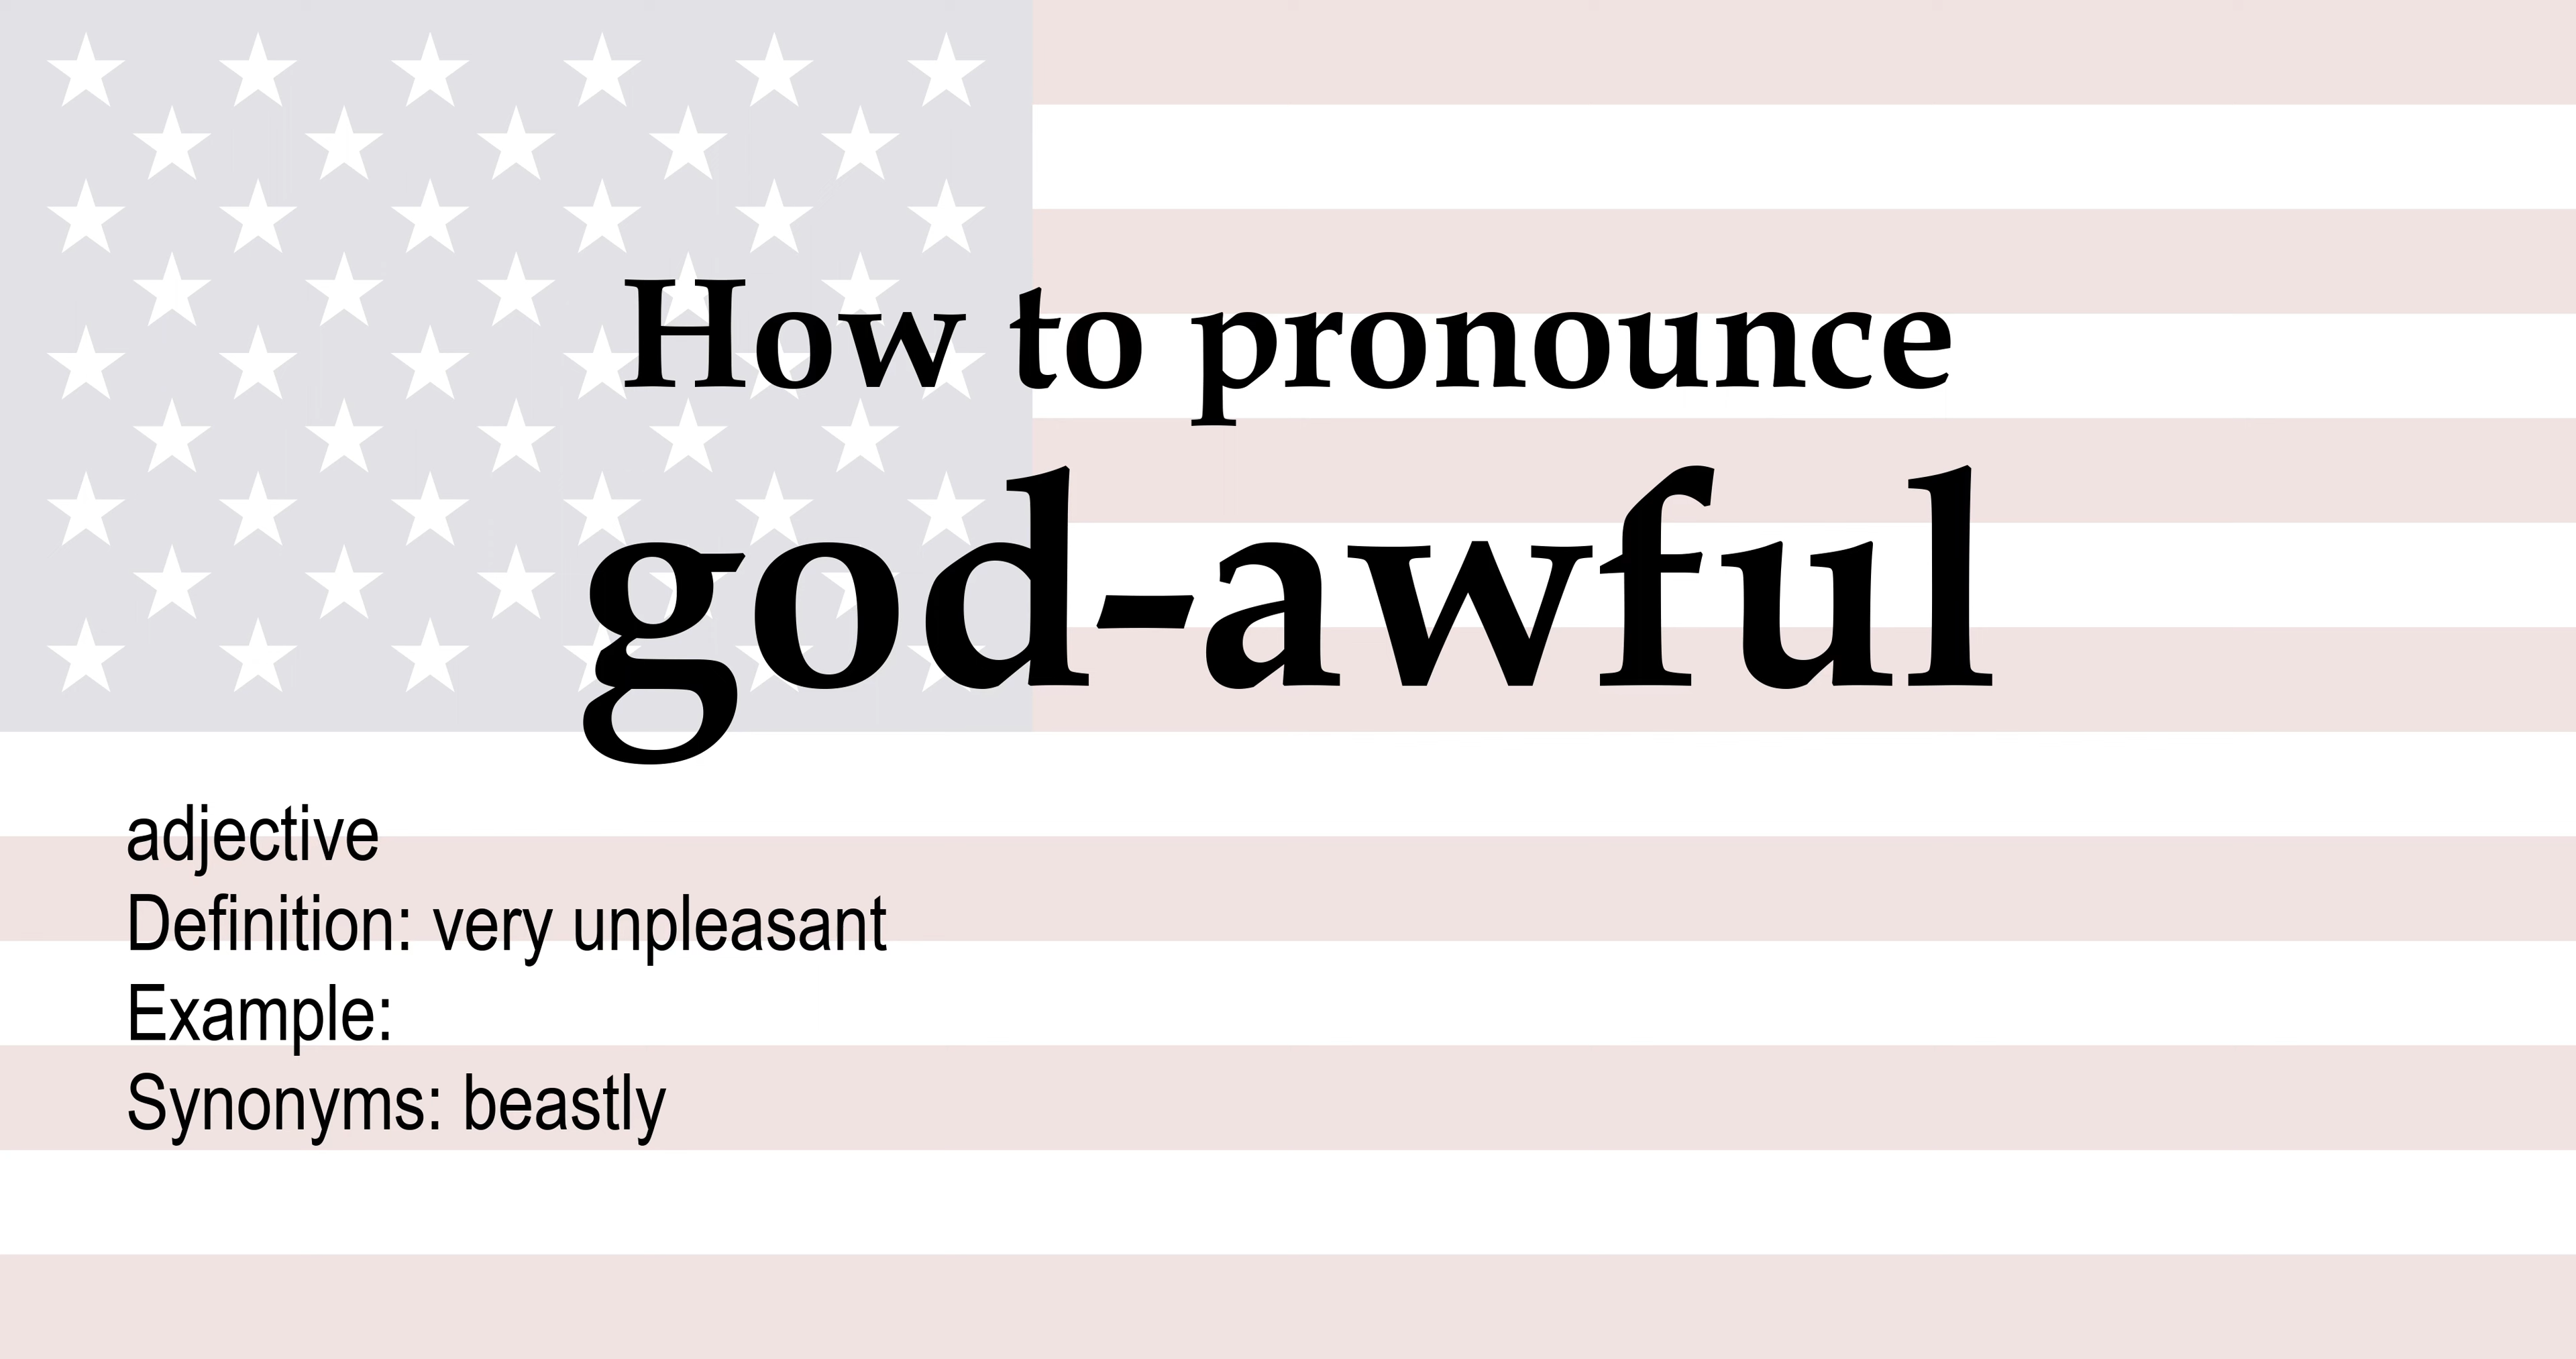 How to pronounce
god-awful
adjective
Definition: very unpleasant
Example:
Synonyms: beastly